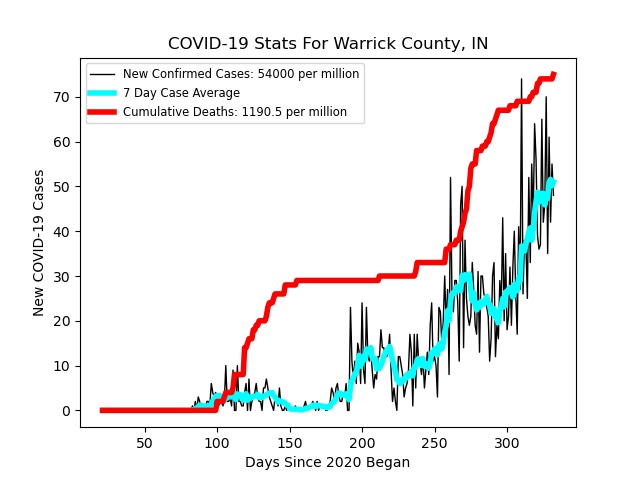 COVID-19 Stats For Warrick County, IN
New Confirmed Cases: 54000 per million
7 Day Case Average
Cumulative Deaths: 1190.5 per million
New COVID-19 Cases
70
60
50
40
30
20
10
0
50 100 150 200 250 300
Days Since 2020 Began